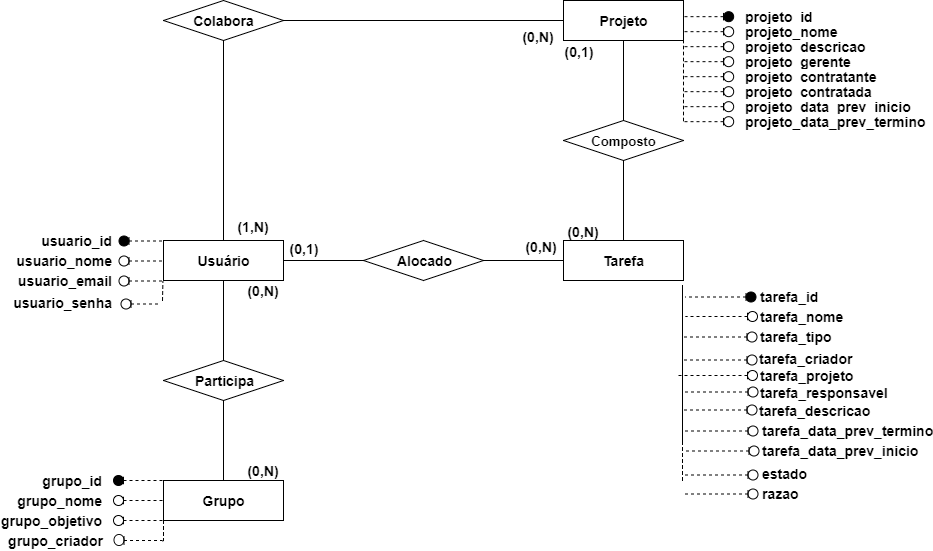 Colabora
Projeto
(0,N)
(0,1)
projeto_id
projeto_nome
projeto_descricao
projeto_gerente
projeto_contratante
projeto_contratada
projeto_data_prev_inicio
projeto_data_prev_termino
Composto
(1,N)
(0,1)
(0,N)
(0,N)
usuario_id
usuario_nome
usuario_email
usuario_senha
Usuário
Alocado
Tarefa
(0,N)
tarefa_id
tarefa_nome
tarefa_tipo
tarefa_criador
tarefa_projeto
tarefa_responsavel
tarefa_descricao
tarefa_data_prev_termino
tarefa_data_prev_inicio
estado
razao
Participa
(0,N)
grupo_id
grupo_nome
grupo_objetivo
grupo_criador
Grupo